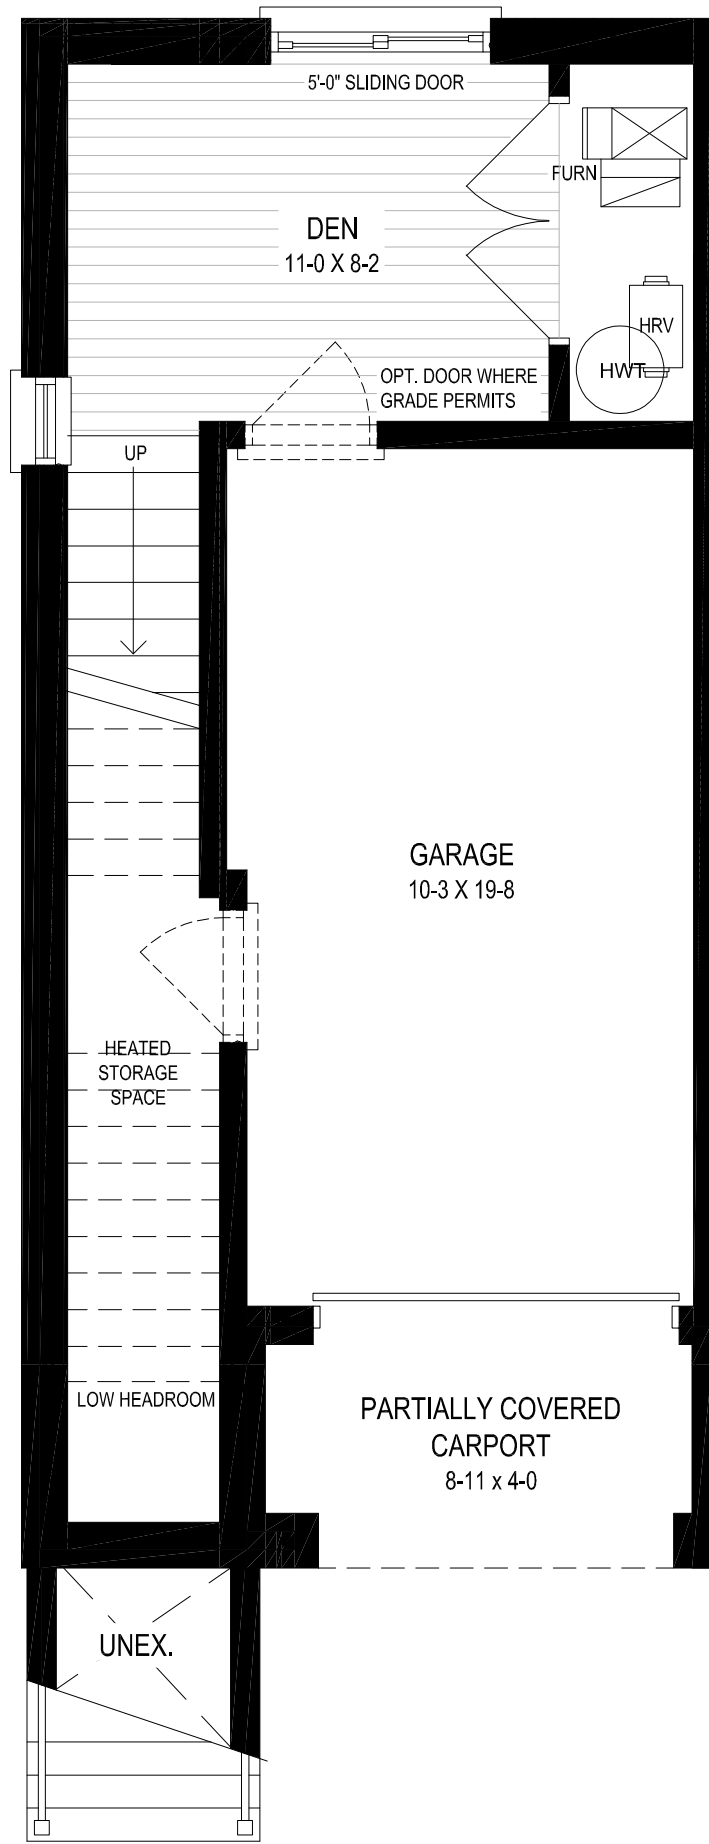 5'-0" SLIDING DOOR
FURN
DEN
11-0 X 8-2
HRV
HWT
OPT. DOOR WHERE
GRADE PERMITS
UP
GARAGE
10-3 X 19-8
HEATED
STORAGE
SPACE
LOW HEADROOM
PARTIALLY COVERED
CARPORT
8-11 x 4-0
UNEX.